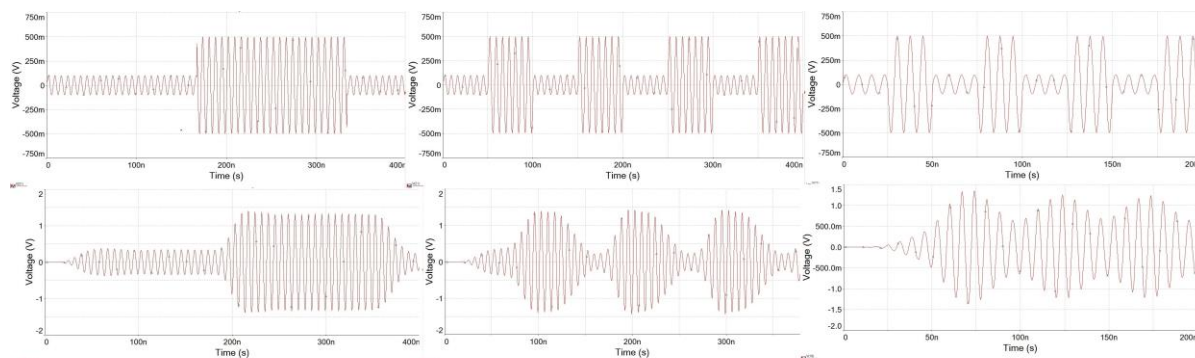 750m
500m
250m
0
-250m
-500m
-750m
Voltage (V)
0 100n 200n 300n 400n
Time (s)
750m
500m
250m
0
-250m
-500m
-750m
Voltage (V)
0 100n 200n 300n 400n
Time (s)
750m
500m
250m
0
-250m
-500m
-750m
Voltage (V)
0 50n 100n 150n 200n
Time (s)
2
1
0
-1
-2
Voltage (V)
0 100n 200n 300n 400n
Time (s)
2
1
0
-1
-2
Voltage (V)
0 100n 200n 300n
Time (s)
1.5
1.0
500.0m
0.0
-500.0m
-1.0
-1.5
-2.0
Voltage (V)
0 50n 100n 150n 200n
Time (s)